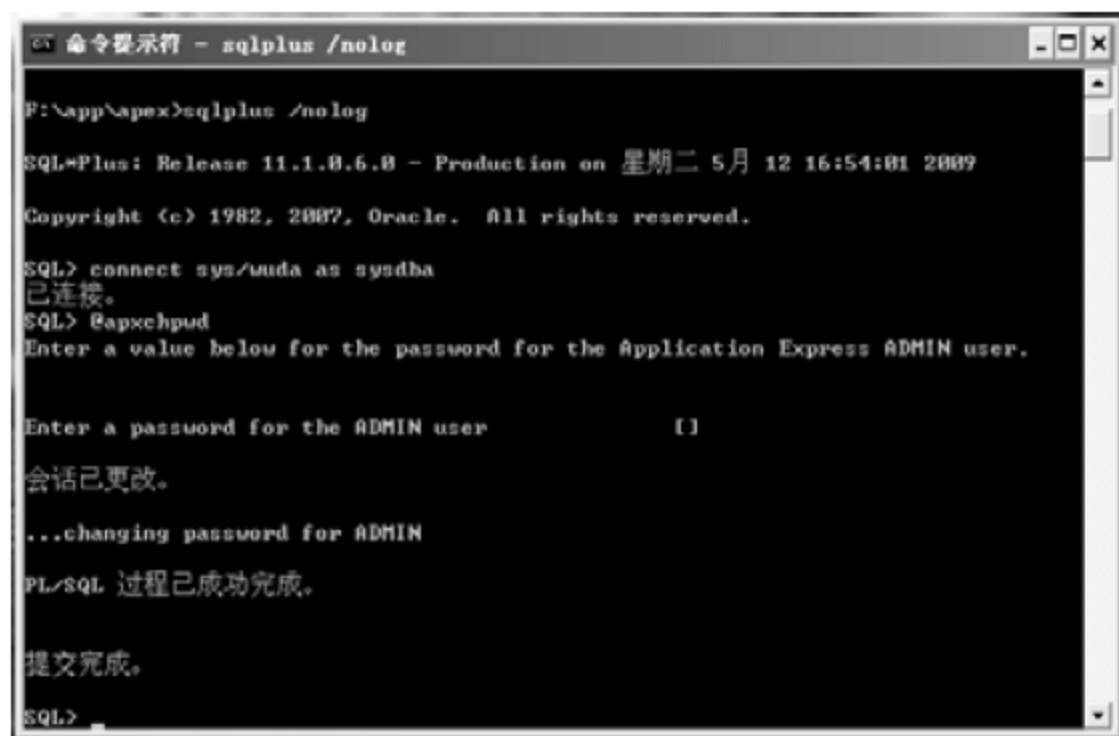 命令提示符 - sqlplus /nolog
F:\app\apex>sqlplus /nolog
SQL*Plus: Release 11.1.0.6.0 - Production on 星期二 5月 12 16:54:01 2009
Copyright (c) 1982, 2007, Oracle.  All rights reserved.
SQL> connect sys/wuda as sysdba
已连接。
SQL> @apxchpwd
Enter a value below for the password for the Application Express ADMIN user.
Enter a password for the ADMIN user              []
会话已更改。
...changing password for ADMIN
PL/SQL 过程已成功完成。
提交完成。
SQL>